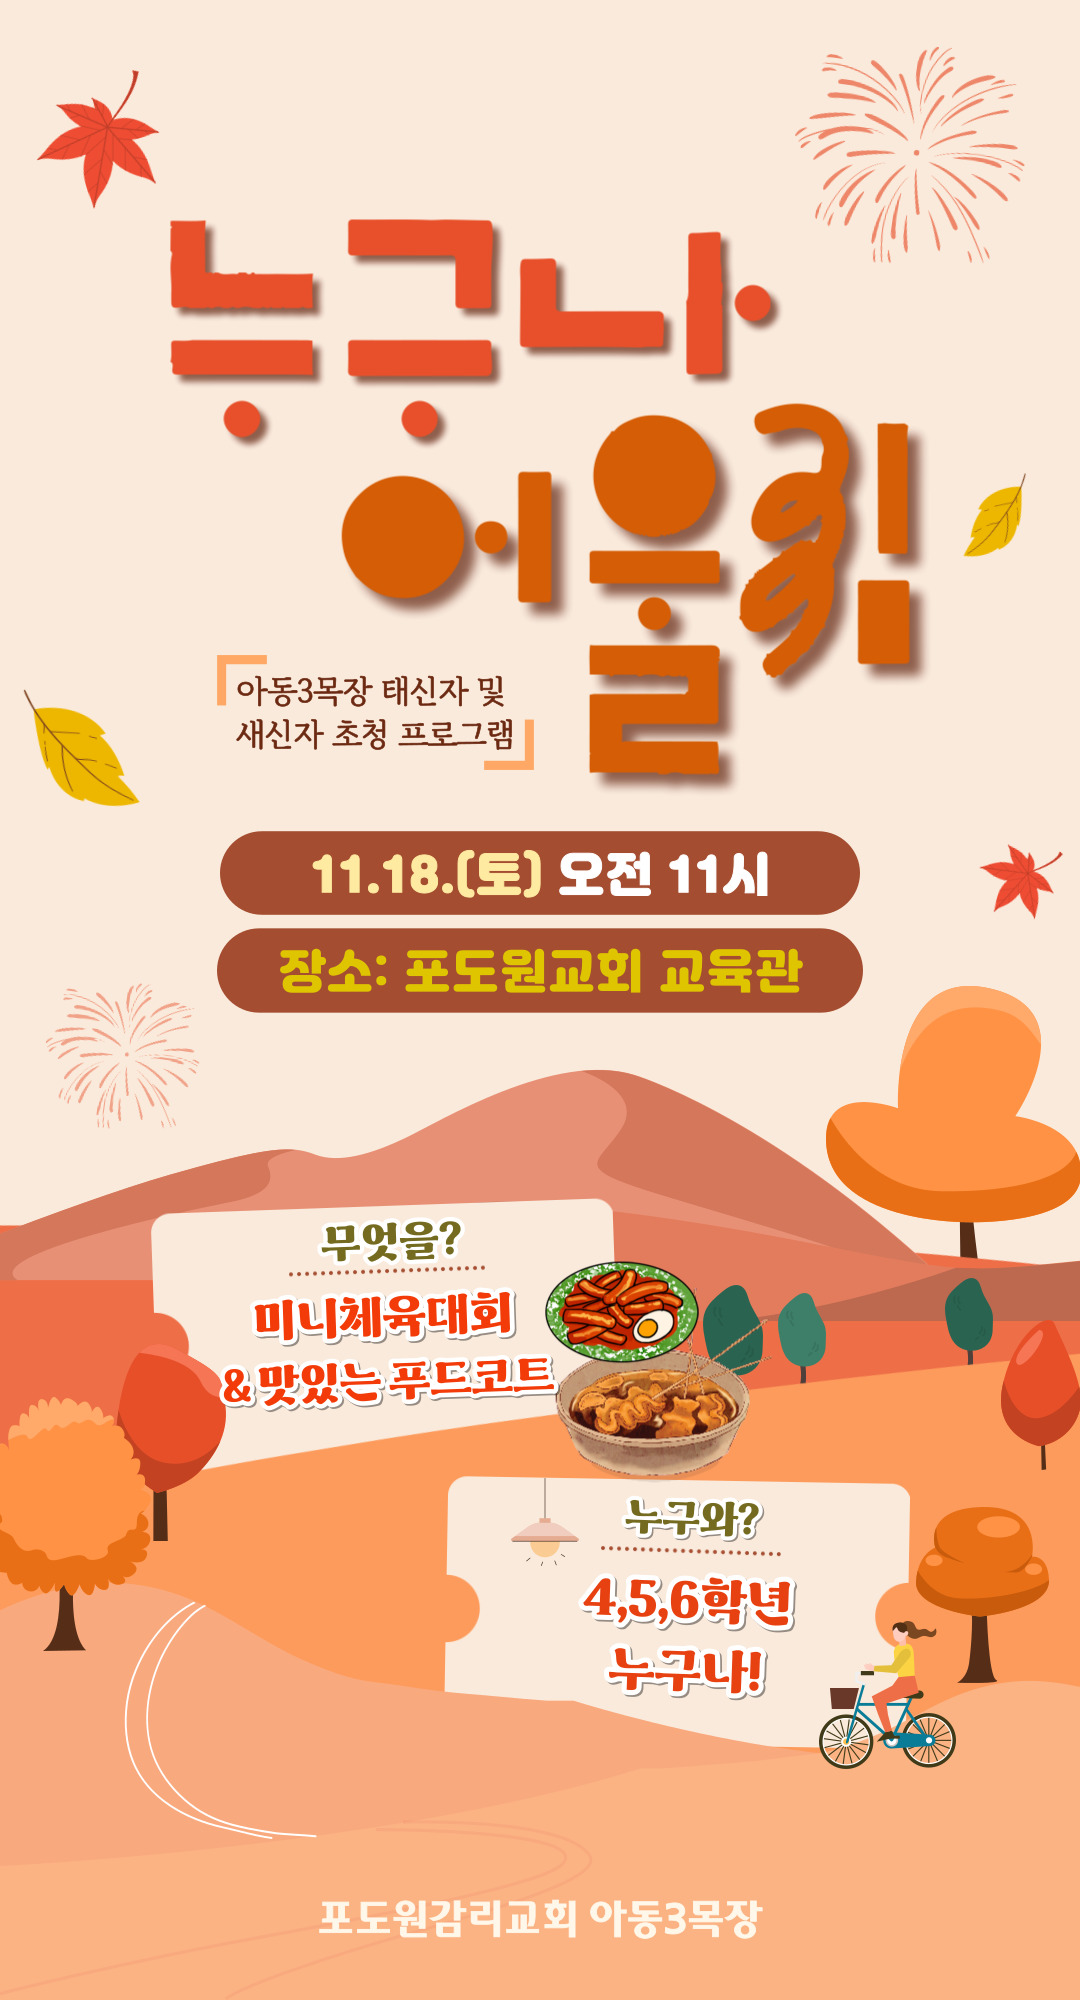 누구나
어울림
아동3목장 태신자 및
새신자 초청 프로그램
11.18.(토) 오전 11시
장소: 포도원교회 교육관
무엇을?
미니체육대회
& 맛있는 푸드코트
누구와?
4,5,6학년
누구나!
포도원감리교회 아동3목장